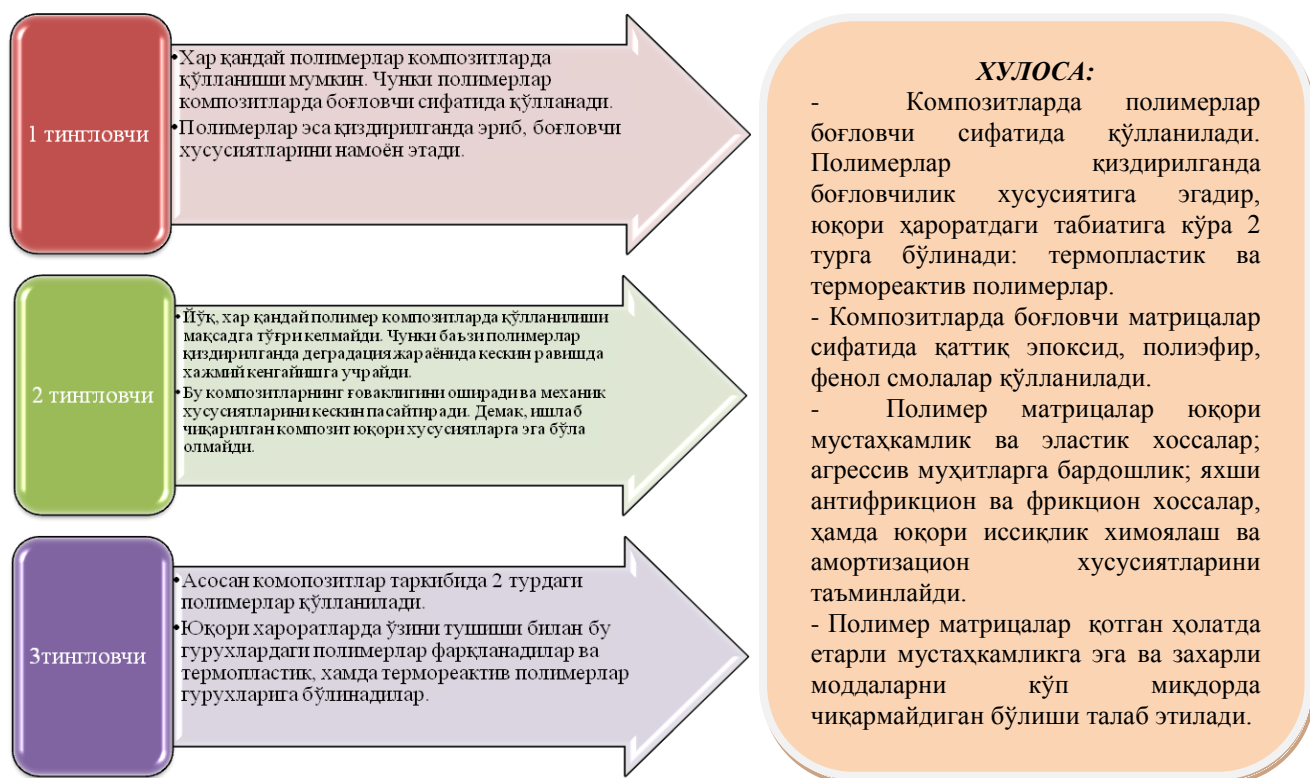 1 тингловчи
•Хар қандай полимерлар композитларда
қўлланиши мумкин. Чунки полимерлар
композитларда боғловчи сифатида қўлланади.
•Полимерлар эса қиздирилганда эриб, боғловчи
хусусиятларини намоён этади.
2 тингловчи
•Йўқ, хар қандай полимер композитларда қўлланилиши
мақсадга тўғри келмайди. Чунки баъзи полимерлар
қиздирилганда деградация жараёнида кескин равишда
хажмий кенгайишга учрайди.
•Бу композитларнинг ғоваклигини оширади ва механик
хусусиятларини кескин пасайтиради. Демак, ишлаб
чиқарилган композит юқори хусусиятларга эга бўла
олмайди.
3тингловчи
•Асосан комопозитлар таркибида 2 турдаги
полимерлар қўлланилади.
•Юқори хароратларда ўзини тушиши билан бу
гурухлардаги полимерлар фарқланадилар ва
термопластик, хамда термореактив полимерлар
гурухларига бўлинадилар.
ХУЛОСА:
- Композитларда полимерлар
боғловчи сифатида қўлланилади.
Полимерлар қиздирилганда
боғловчилик хусусиятига эгадир,
юқори ҳароратдаги табиатига кўра 2
турга бўлинади: термопластик ва
термореактив полимерлар.
- Композитларда боғловчи матрицалар
сифатида қаттиқ эпоксид, полиэфир,
фенол смолалар қўлланилади.
- Полимер матрицалар юқори
мустаҳкамлик ва эластик хоссалар;
агрессив муҳитларга бардошлик; яхши
антифрикцион ва фрикцион хоссалар,
ҳамда юқори иссиқлик химоялаш ва
амортизацион хусусиятларини
таъминлайди.
- Полимер матрицалар қотган ҳолатда
етарли мустаҳкамликга эга ва захарли
моддаларни кўп миқдорда
чиқармайдиган бўлиши талаб этилади.